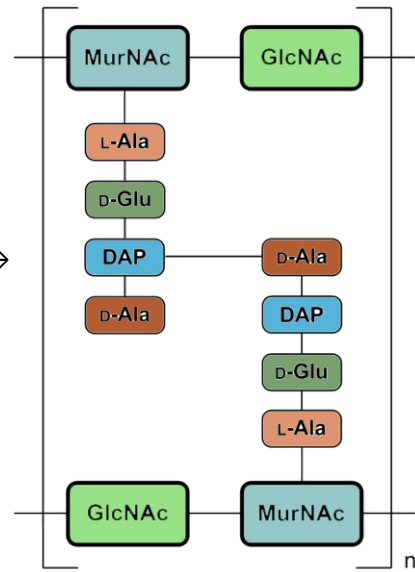 MurNAc GlcNAc
L-Ala
D-Glu
DAP D-Ala
D-Ala DAP
D-Glu
L-Ala
GlcNAc MurNAc
n